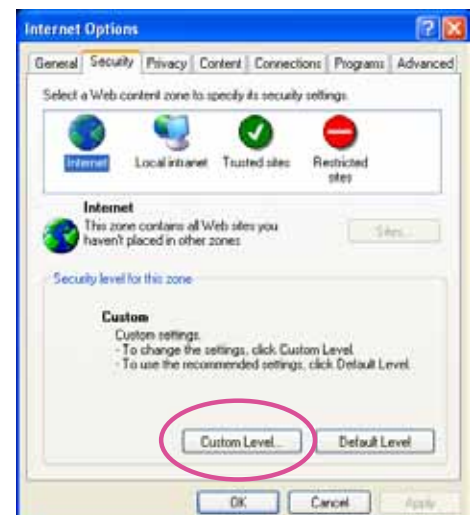 Internet Options
General Security Privacy Content Connections Programs Advanced
Select a Web content zone to specify its security settings.
Internet Local intranet Trusted sites Restricted
sites
Internet
This zone contains all Web sites you
haven't placed in other zones
Sites...
Security level for this zone
Custom
Custom settings.
- To change the settings, click Custom Level.
- To use the recommended settings, click Default Level.
Custom Level... Default Level
OK Cancel Apply